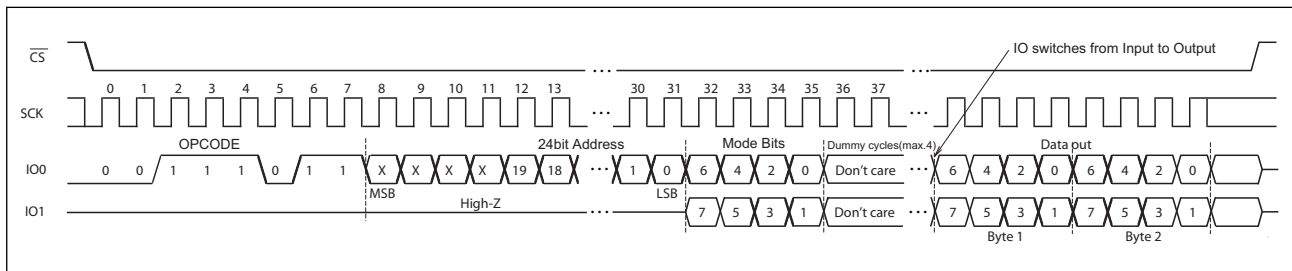 IO switches from Input to Output
CS ... ...
0 1 2 3 4 5 6 7 8 9 10 11 12 13 30 31 32 33 34 35 36 37
SCK ... ...
OPCODE 24bit Address Mode Bits Dummy cycles(max.4) Data put
IO0 0 0 1 1 1 0 1 1 X X X X 19 18 ... 1 0 6 4 2 0 Don't care ... 6 4 2 0 6 4 2 0
MSB LSB
High-Z
IO1 ... 7 5 3 1 Don't care ... 7 5 3 1 7 5 3 1
Byte 1 Byte 2